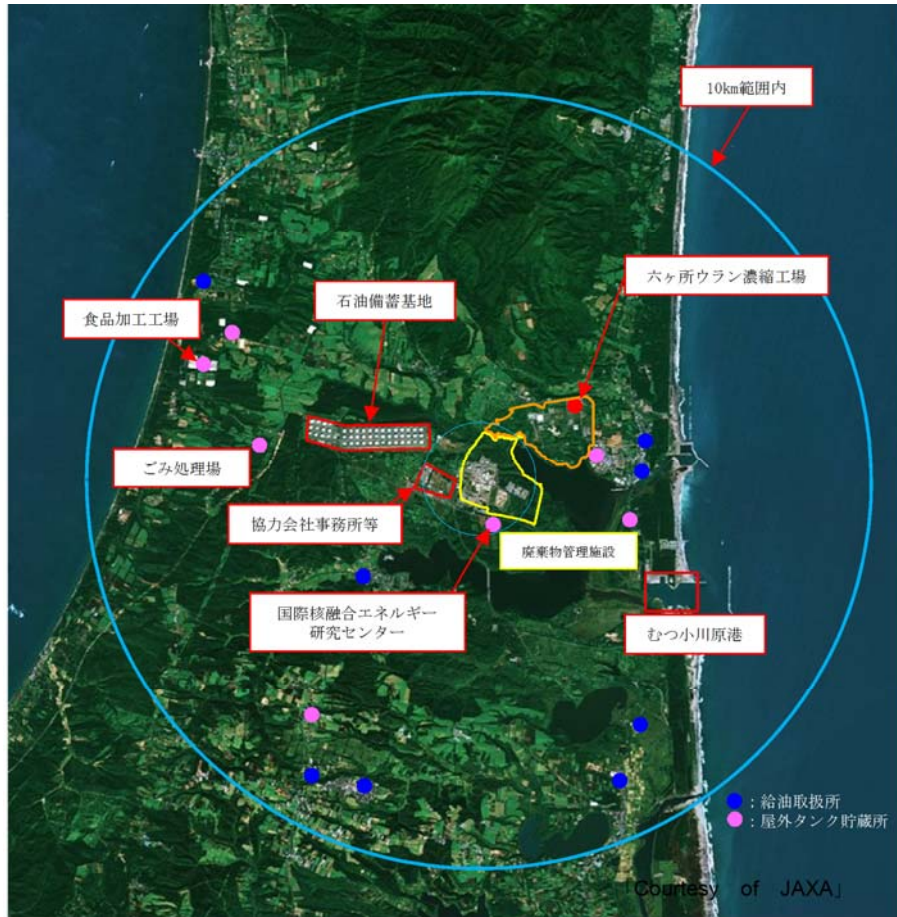 10km範囲内
六ヶ所ウラン濃縮工場
石油備蓄基地
食品加工工場
ごみ処理場
協力会社事務所等
廃棄物管理施設
国際核融合エネルギー
研究センター
むつ小川原港
：給油取扱所
：屋外タンク貯蔵所
「Courtesy of JAXA」